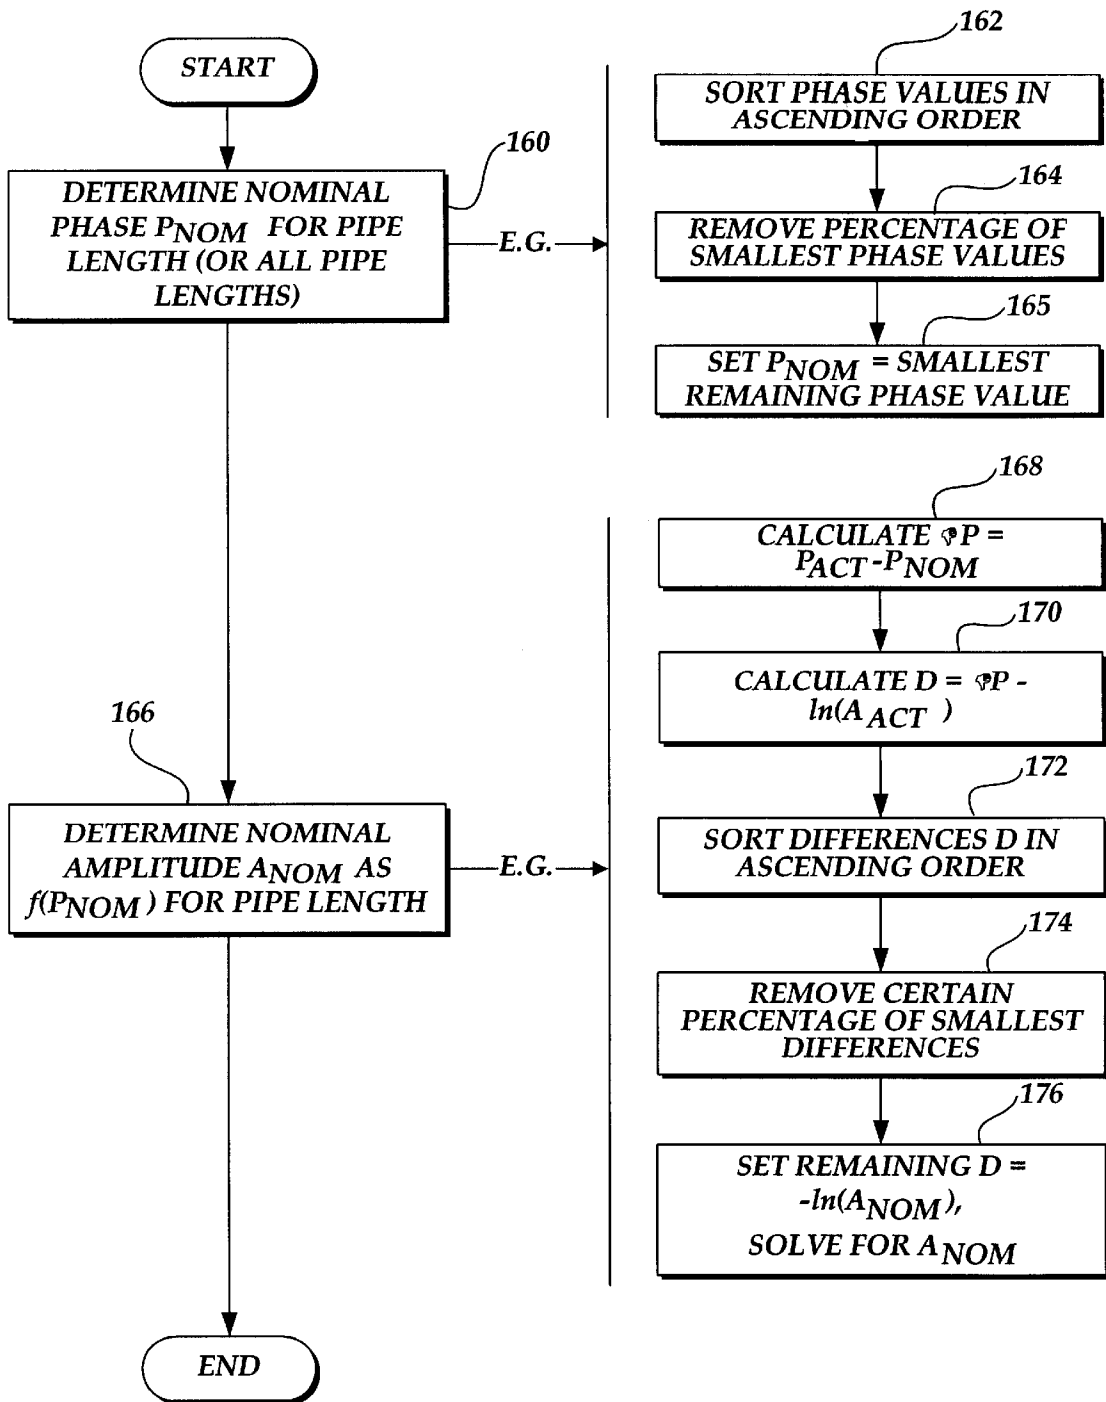 START
160
DETERMINE NOMINAL
PHASE PNOM FOR PIPE
LENGTH (OR ALL PIPE
LENGTHS)
E.G.
162
SORT PHASE VALUES IN
ASCENDING ORDER
164
REMOVE PERCENTAGE OF
SMALLEST PHASE VALUES
165
SET PNOM = SMALLEST
REMAINING PHASE VALUE
166
DETERMINE NOMINAL
AMPLITUDE ANOM AS
f(PNOM) FOR PIPE LENGTH
E.G.
168
CALCULATE P =
PACT -PNOM
170
CALCULATE D = P -
ln(AACT )
172
SORT DIFFERENCES D IN
ASCENDING ORDER
174
REMOVE CERTAIN
PERCENTAGE OF SMALLEST
DIFFERENCES
176
SET REMAINING D =
-ln(ANOM),
SOLVE FOR ANOM
END